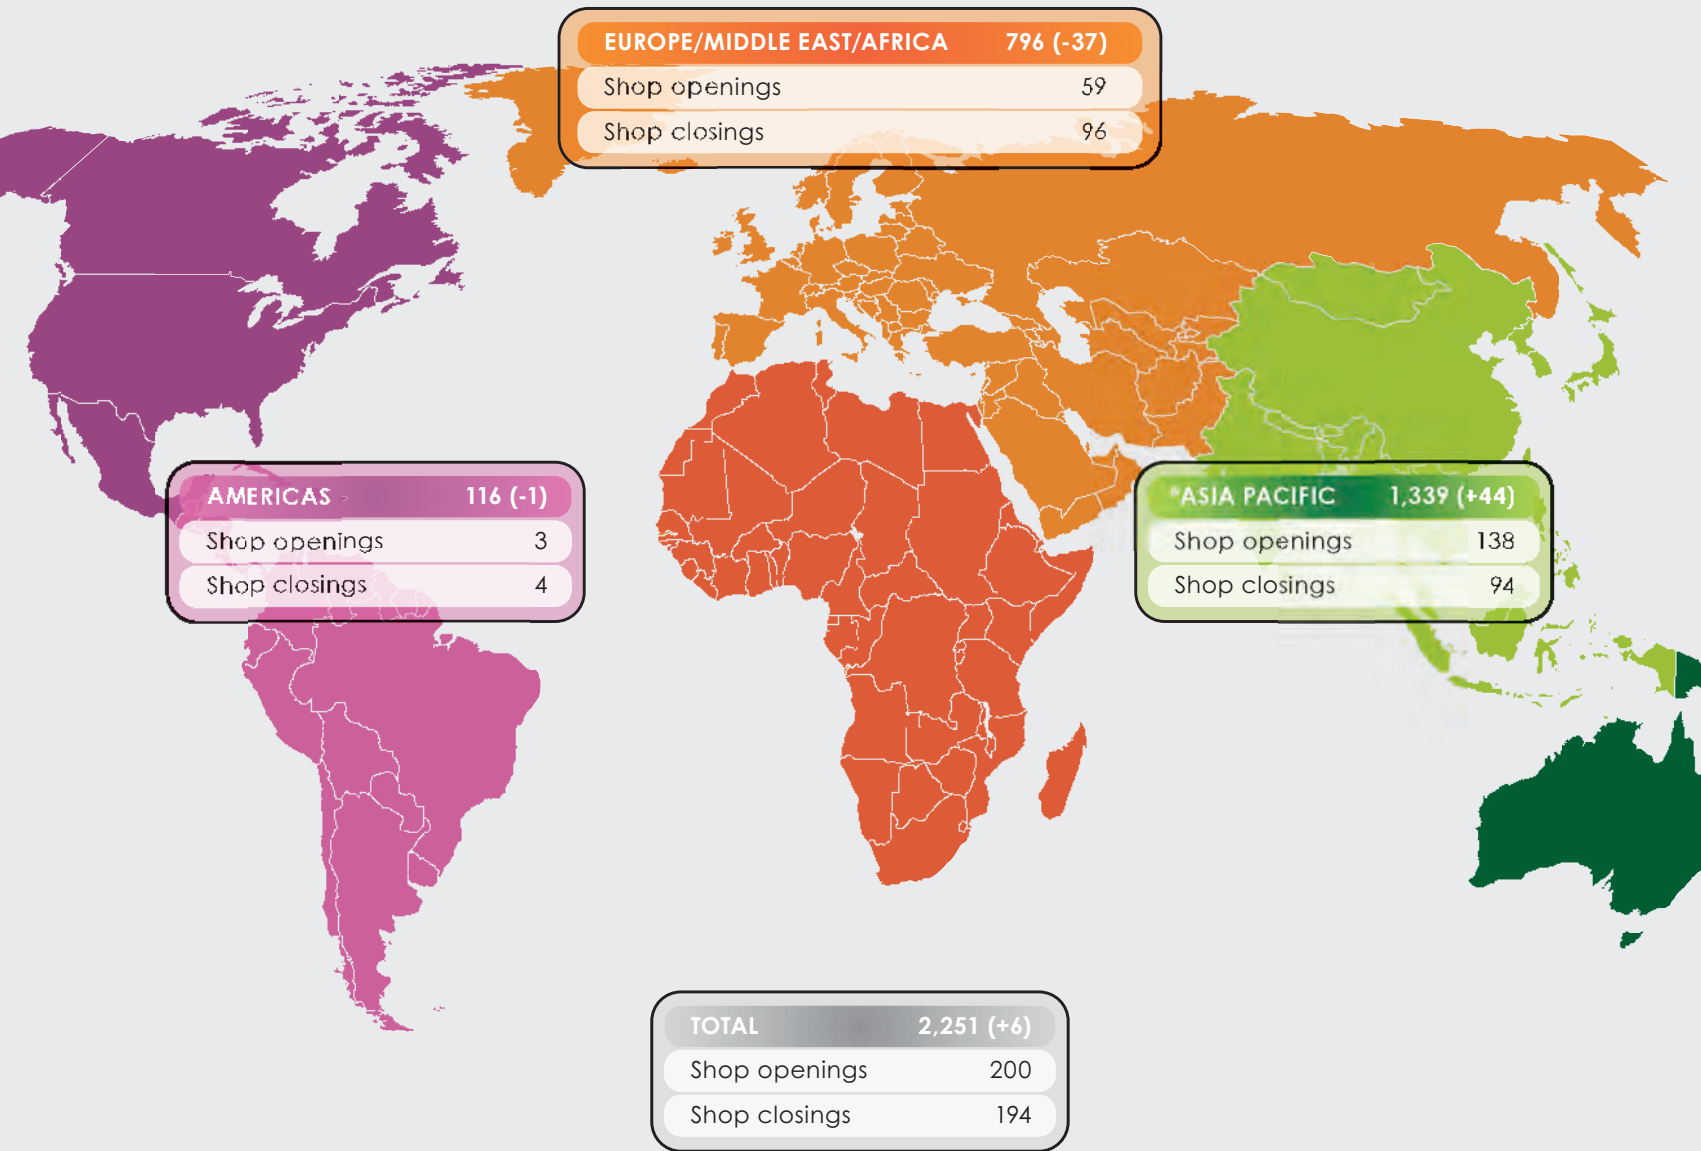 EUROPE/MIDDLE EAST/AFRICA 796 (-37)
Shop openings 59
Shop closings 96
AMERICAS 116 (-1)
Shop openings 3
Shop closings 4
*ASIA PACIFIC 1,339 (+44)
Shop openings 138
Shop closings 94
TOTAL 2,251 (+6)
Shop openings 200
Shop closings 194